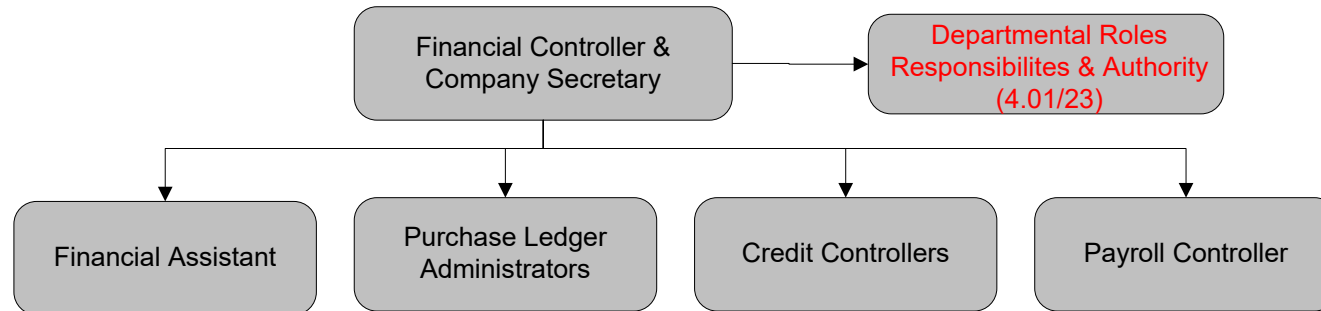 Financial Controller &
Company Secretary
Departmental Roles
Responsibilites & Authority
(4.01/23)
Financial Assistant
Purchase Ledger
Administrators
Credit Controllers
Payroll Controller